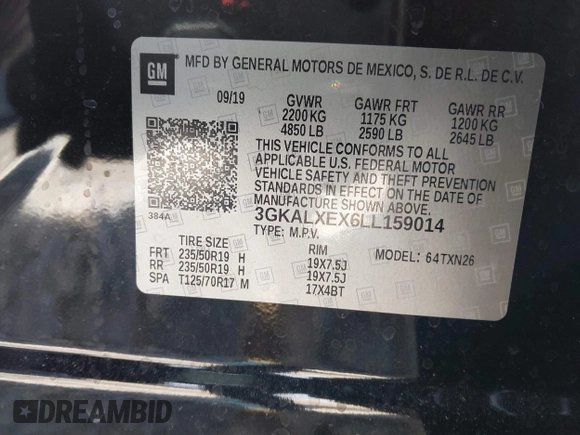 GM
MFD BY GENERAL MOTORS DE MEXICO, S. DE R.L. DE C.V.
09/19 GVWR GAWR FRT GAWR RR
2200 KG 1175 KG 1200 KG
4850 LB 2590 LB 2645 LB
THIS VEHICLE CONFORMS TO ALL
APPLICABLE U.S. FEDERAL MOTOR
VEHICLE SAFETY AND THEFT PREVENTION
STANDARDS IN EFFECT ON THE DATE OF
MANUFACTURE SHOWN ABOVE.
384A
3GKALXEX6LL159014
TYPE: M.P.V.
MODEL: 64TXN26
TIRE SIZE RIM
FRT 235/50R19 H 19X7.5J
RR 235/50R19 H 19X7.5J
SPA T125/70R17 M 17X4BT
DREAMBID